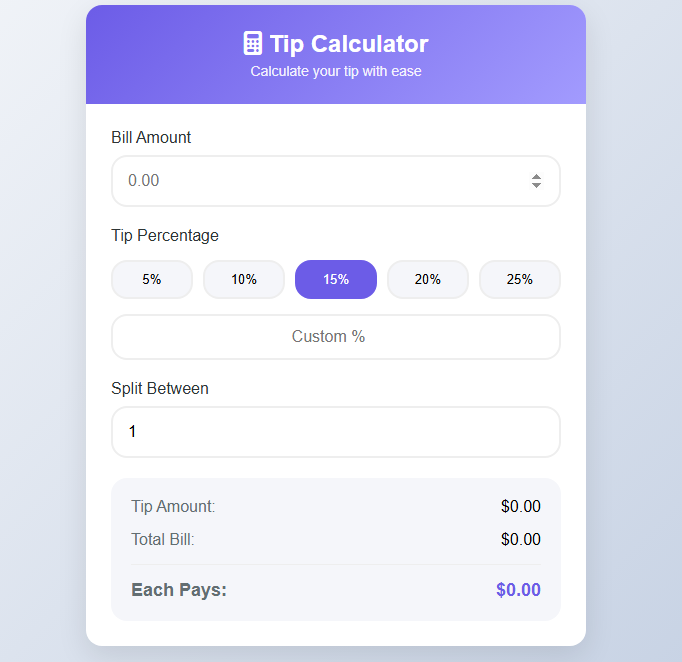 Tip Calculator
Calculate your tip with ease
Bill Amount
0.00
Tip Percentage
5% 10% 15% 20% 25%
Custom %
Split Between
1
Tip Amount: $0.00
Total Bill: $0.00
Each Pays: $0.00